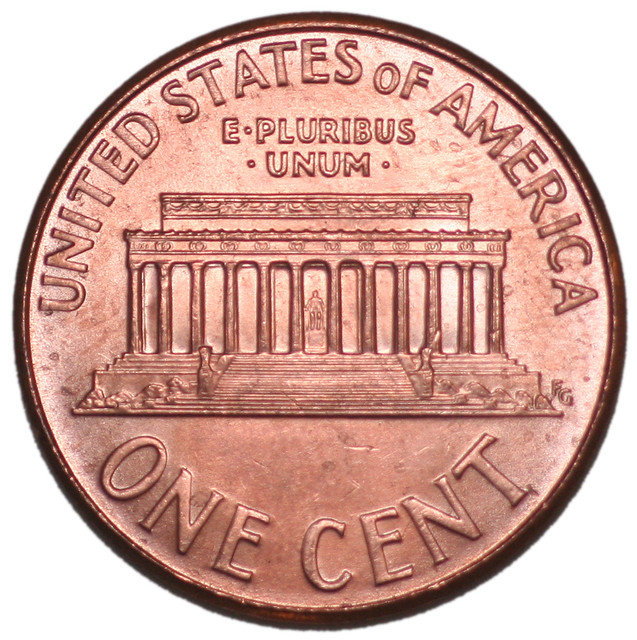 UNITED STATES OF AMERICA
E·PLURIBUS
·UNUM·
FG
ONE CENT